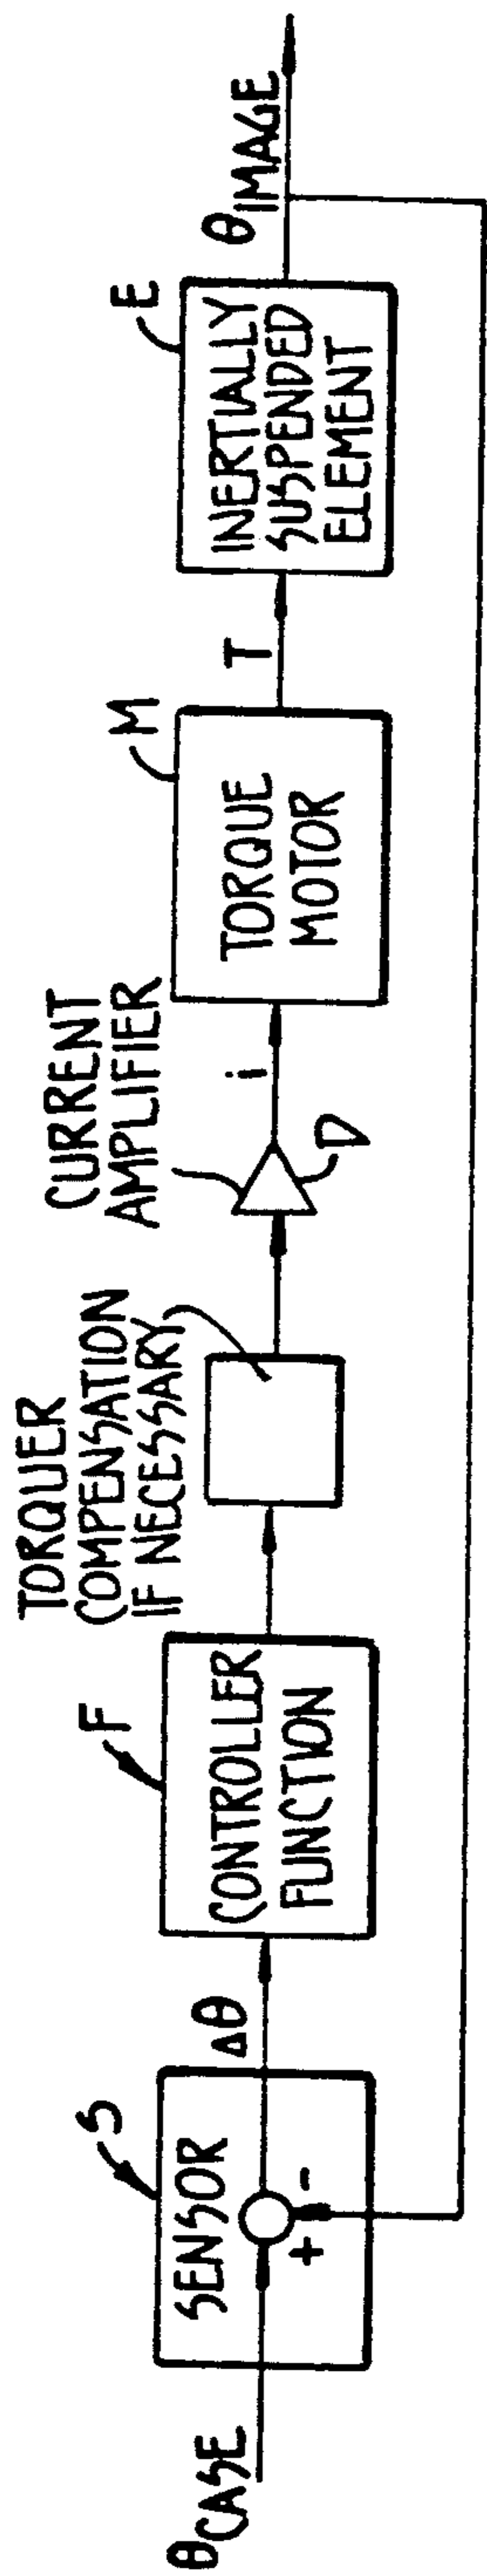 θCASE
SENSOR
S
+
-
Δθ
CONTROLLER
FUNCTION
F
TORQUER
COMPENSATION
IF NECESSARY
CURRENT
AMPLIFIER
D
i
TORQUE
MOTOR
M
T
INERTIALLY
SUSPENDED
ELEMENT
E
θIMAGE